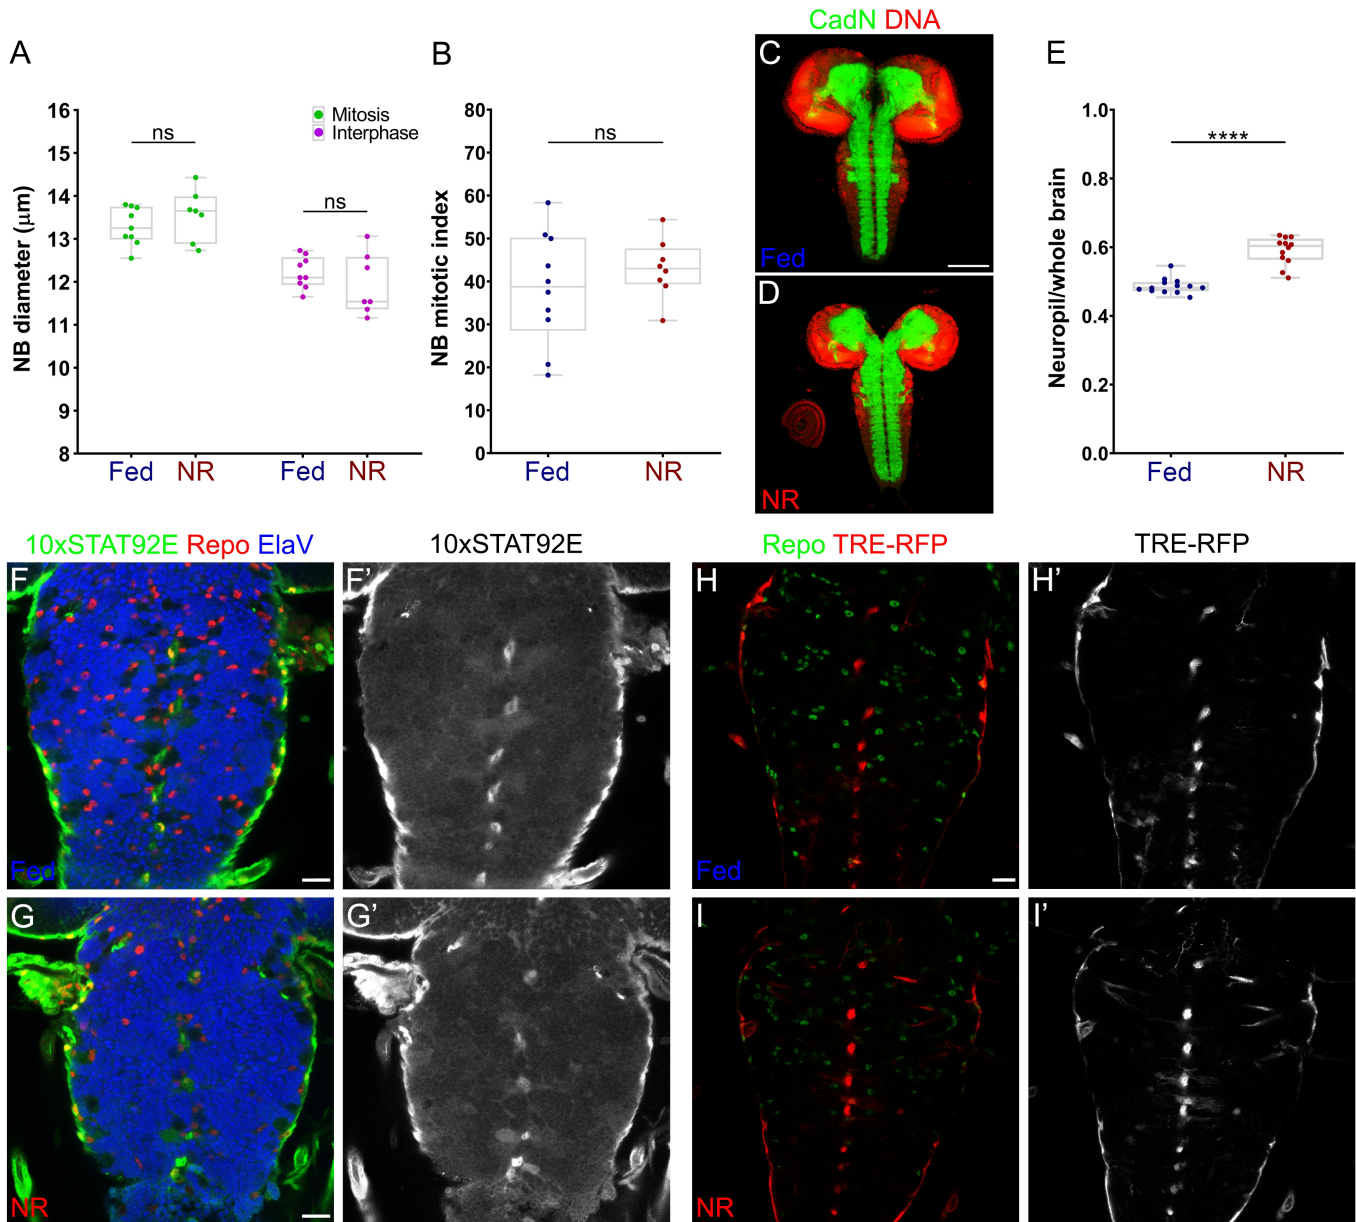 CadN DNA
A
B
C
E
16
15
14
13
12
11
10
9
8
NB diameter (μm)
ns
ns
Mitosis
Interphase
Fed
NR
Fed
NR
80
70
60
50
40
30
20
10
0
NB mitotic index
ns
Fed
NR
Fed
D
NR
1.0
0.8
0.6
0.4
0.2
0.0
Neuropil/whole brain
****
Fed
NR
10xSTAT92E Repo ElaV
10xSTAT92E
Repo TRE-RFP
TRE-RFP
F
Fed
F'
H
Fed
H'
G
NR
G'
I
NR
I'